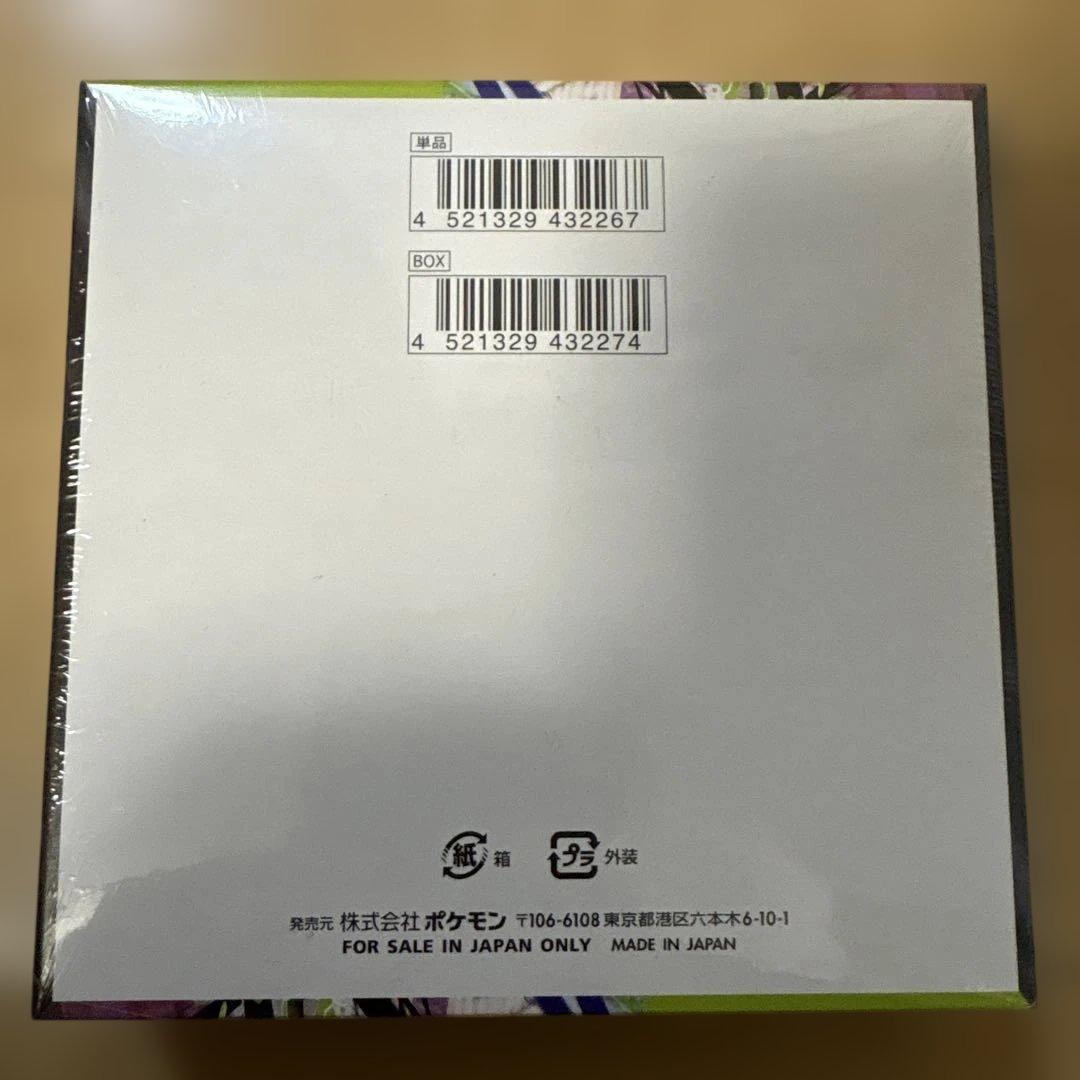 単品
4 521329 432267
BOX
4 521329 432274
紙 箱 プラ 外装
発売元 株式会社 ポケモン 〒106-6108 東京都港区六本木6-10-1
FOR SALE IN JAPAN ONLY MADE IN JAPAN